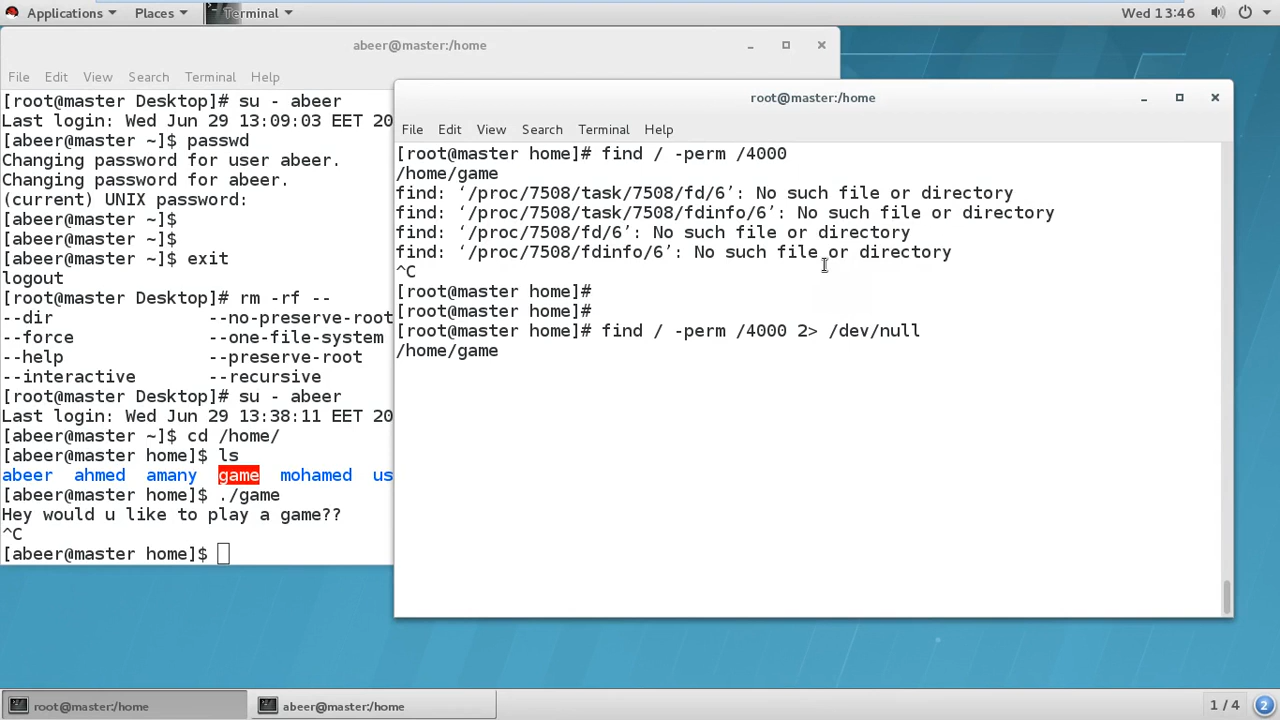 Applications Places Terminal Wed 13:46
abeer@master:/home
File Edit View Search Terminal Help
[root@master Desktop]# su - abeer
Last login: Wed Jun 29 13:09:03 EET 20
[abeer@master ~]$ passwd
Changing password for user abeer.
Changing password for abeer.
(current) UNIX password:
[abeer@master ~]$
[abeer@master ~]$
[abeer@master ~]$ exit
logout
[root@master Desktop]# rm -rf --
--dir --no-preserve-root
--force --one-file-system
--help --preserve-root
--interactive --recursive
[root@master Desktop]# su - abeer
Last login: Wed Jun 29 13:38:11 EET 20
[abeer@master ~]$ cd /home/
[abeer@master home]$ ls
abeer ahmed amany game mohamed us
[abeer@master home]$ ./game
Hey would u like to play a game??
^C
[abeer@master home]$
root@master:/home
File Edit View Search Terminal Help
[root@master home]# find / -perm /4000
/home/game
find: ‘/proc/7508/task/7508/fd/6’: No such file or directory
find: ‘/proc/7508/task/7508/fdinfo/6’: No such file or directory
find: ‘/proc/7508/fd/6’: No such file or directory
find: ‘/proc/7508/fdinfo/6’: No such file or directory
^C
[root@master home]#
[root@master home]#
[root@master home]# find / -perm /4000 2> /dev/null
/home/game
root@master:/home abeer@master:/home 1 / 4 2